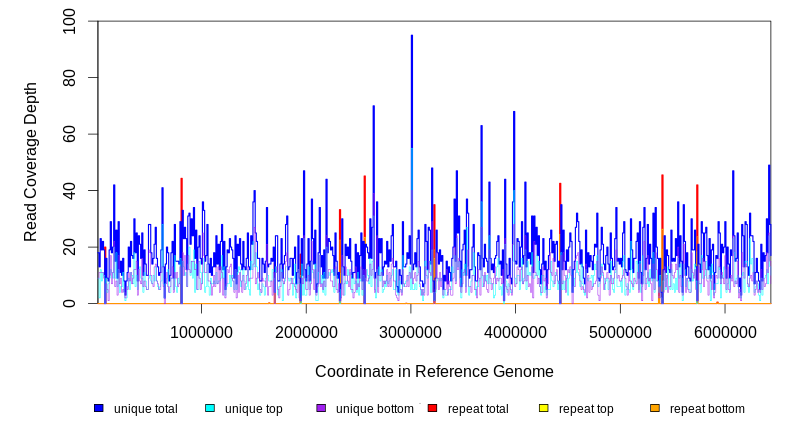 Read Coverage Depth
100
80
60
40
20
0
1000000 2000000 3000000 4000000 5000000 6000000
Coordinate in Reference Genome
unique total unique top unique bottom repeat total repeat top repeat bottom